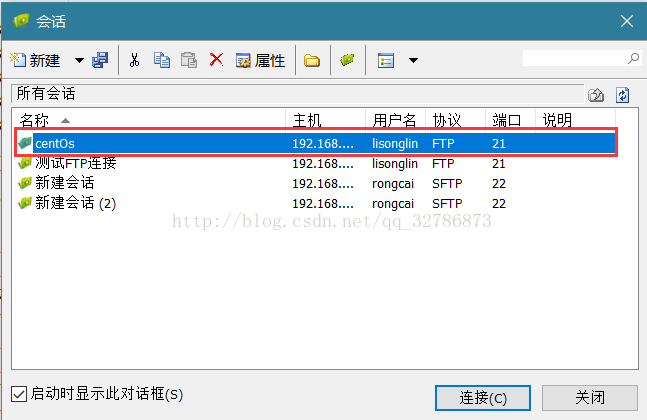 会话
新建 属性
所有会话
名称 主机 用户名 协议 端口 说明
centOs 192.168.... lisonglin FTP 21
测试FTP连接 192.168.... lisonglin FTP 21
新建会话 192.168.... rongcai SFTP 22
新建会话 (2) 192.168.... rongcai SFTP 22
http://blog.csdn.net/qq_32786873
启动时显示此对话框(S)
连接(C) 关闭